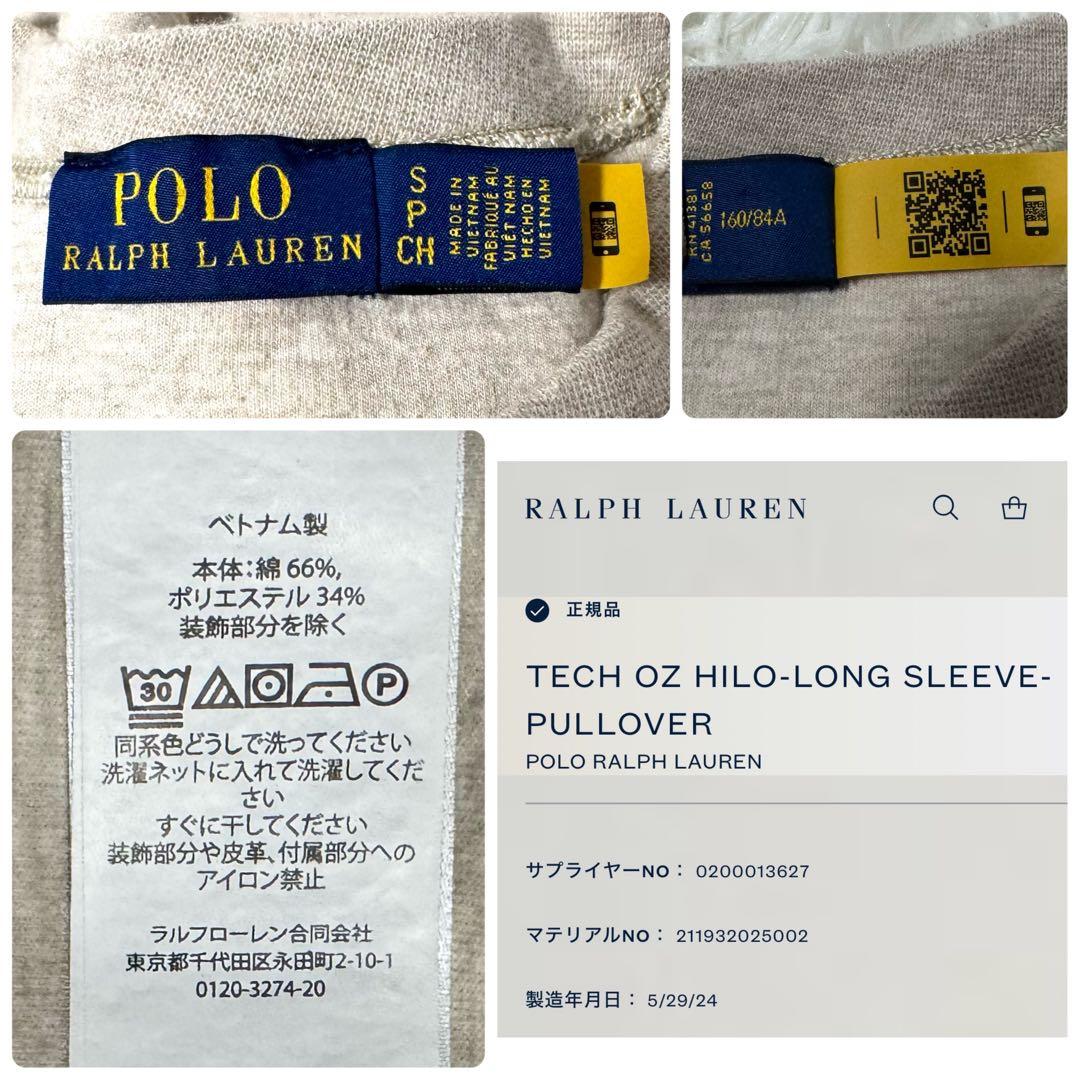 POLO
RALPH LAUREN
S
P
CH
MADE IN
VIETNAM
FABRIQUÉ AU
VIÊT NAM
HECHO EN
VIETNAM
RN41381
CA 56658
160/84A
ベトナム製
本体:綿 66%,
ポリエステル 34%
装飾部分を除く
30
P
同系色どうしで洗ってください
洗濯ネットに入れて洗濯してくだ
さい
すぐに干してください
装飾部分や皮革、付属部分への
アイロン禁止
ラルフローレン合同会社
東京都千代田区永田町2-10-1
0120-3274-20
RALPH LAUREN
正規品
TECH OZ HILO-LONG SLEEVE-
PULLOVER
POLO RALPH LAUREN
サプライヤーNO： 0200013627
マテリアルNO： 211932025002
製造年月日： 5/29/24